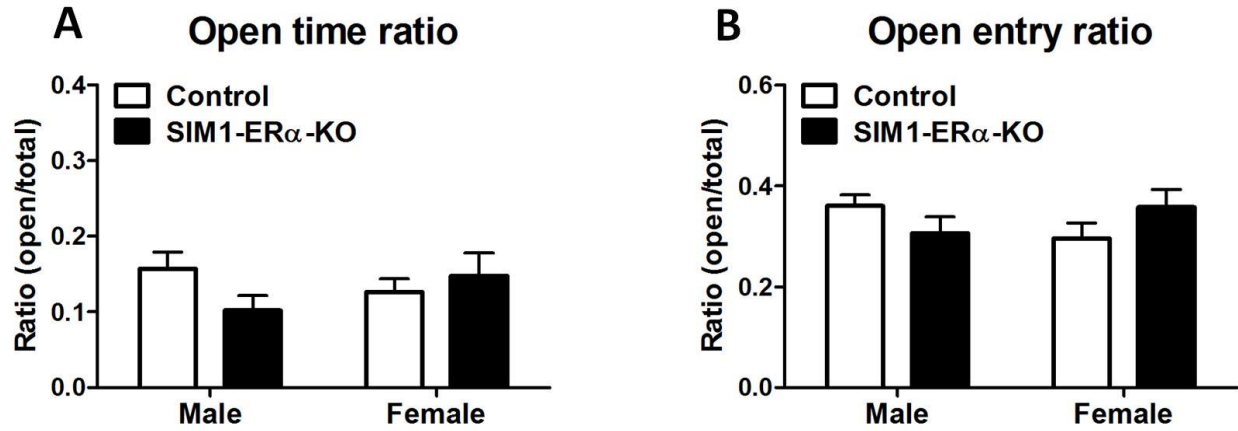 A
Open time ratio
Ratio (open/total)
0.4
0.3
0.2
0.1
0.0
Control
SIM1-ERα-KO
Male
Female
B
Open entry ratio
Ratio (open/total)
0.6
0.4
0.2
0.0
Control
SIM1-ERα-KO
Male
Female